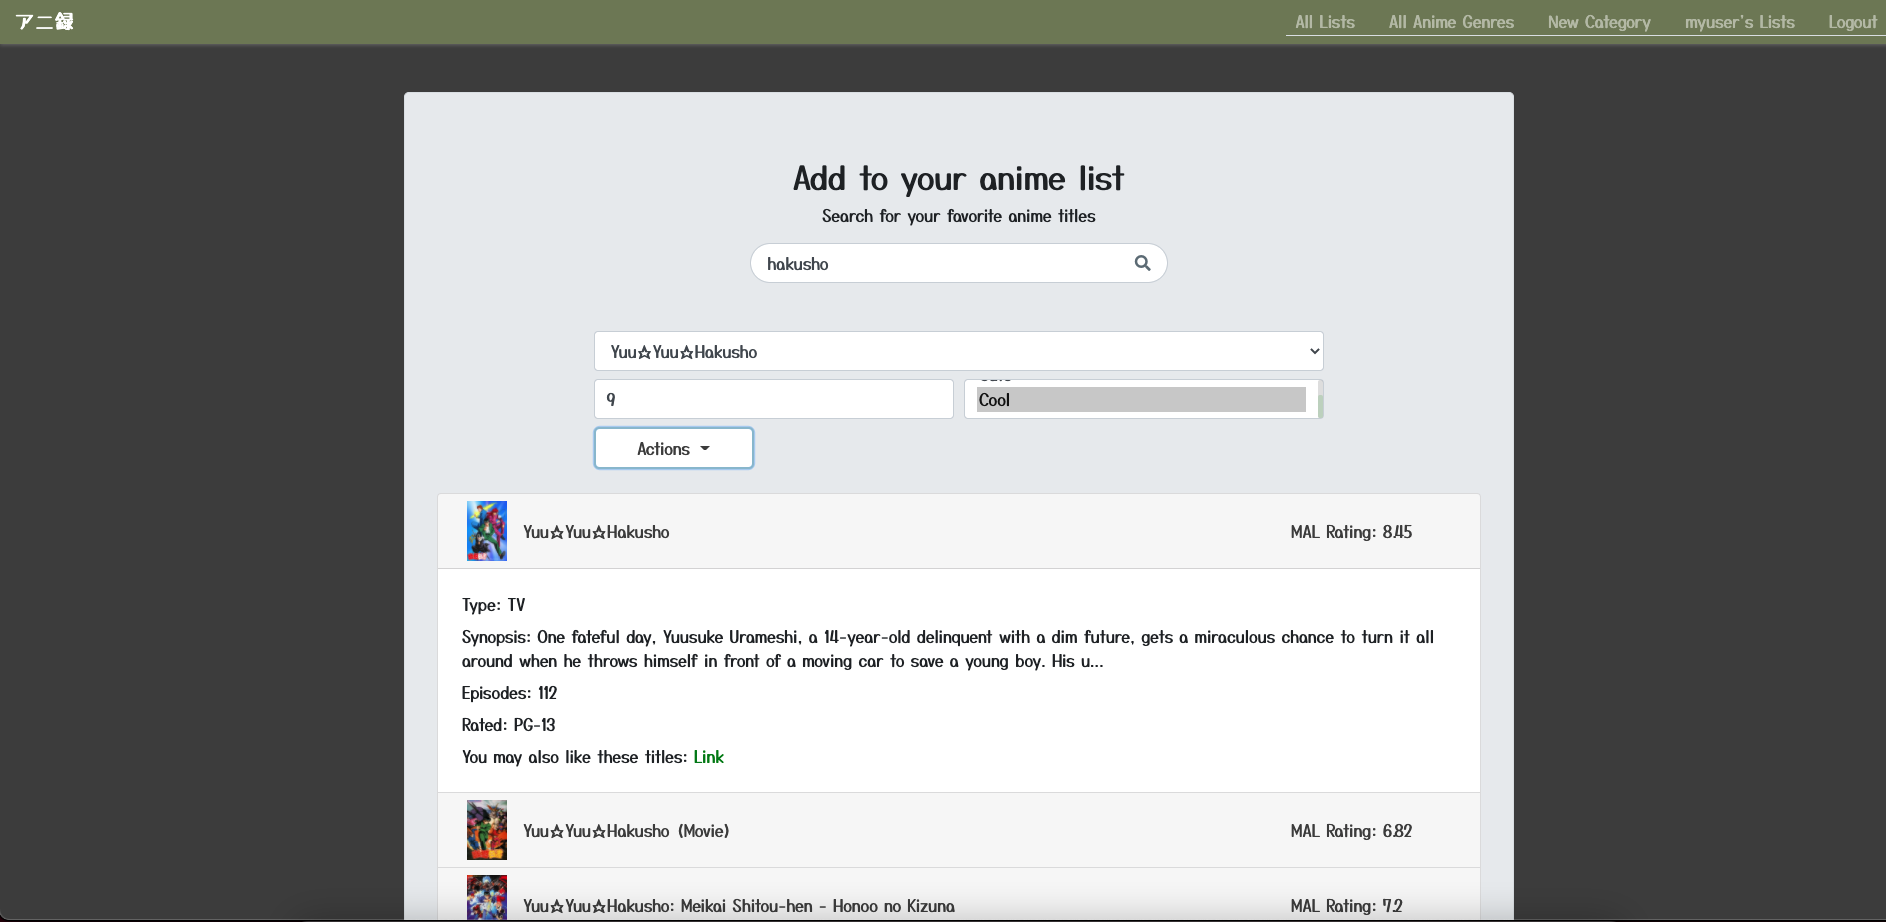 アニ録
All Lists All Anime Genres New Category myuser's Lists Logout
Add to your anime list
Search for your favorite anime titles
hakusho
Yuu☆Yuu☆Hakusho
9
Cool
Actions
Yuu☆Yuu☆Hakusho MAL Rating: 8.45
Type: TV
Synopsis: One fateful day, Yuusuke Urameshi, a 14-year-old delinquent with a dim future, gets a miraculous chance to turn it all
around when he throws himself in front of a moving car to save a young boy. His u...
Episodes: 112
Rated: PG-13
You may also like these titles: Link
Yuu☆Yuu☆Hakusho (Movie) MAL Rating: 6.82
Yuu☆Yuu☆Hakusho: Meikai Shitou-hen - Honoo no Kizuna MAL Rating: 7.2